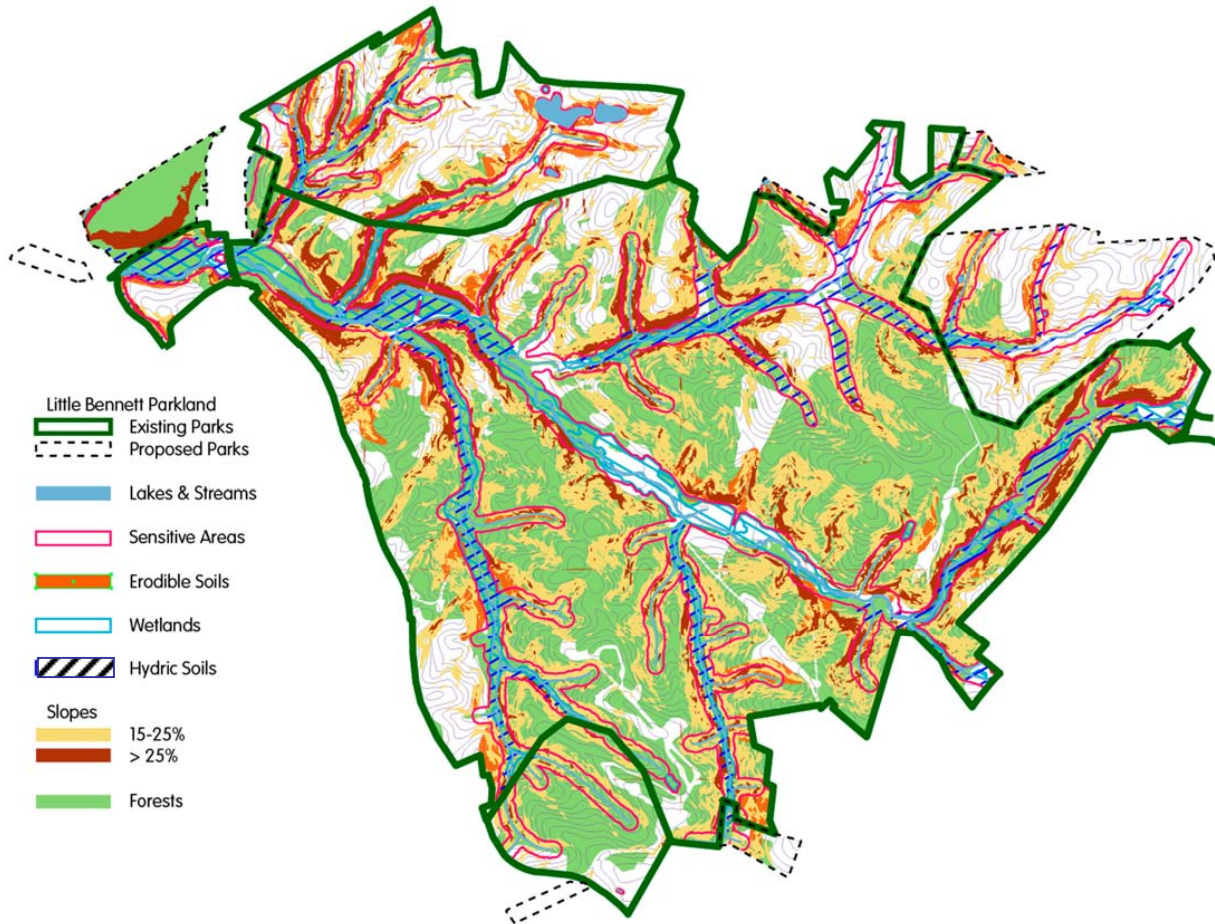 Little Bennett Parkland
Existing Parks
Proposed Parks
Lakes & Streams
Sensitive Areas
Erodible Soils
Wetlands
Hydric Soils
Slopes
15-25%
> 25%
Forests